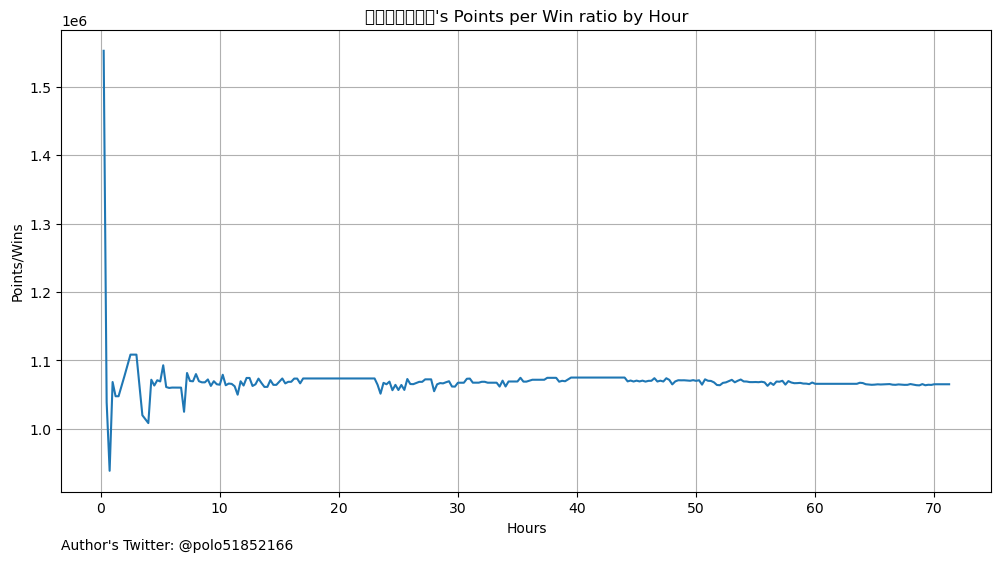 's Points per Win ratio by Hour
1e6
1.5
1.4
1.3
1.2
1.1
1.0
Points/Wins
0 10 20 30 40 50 60 70
Hours
Author's Twitter: @polo51852166